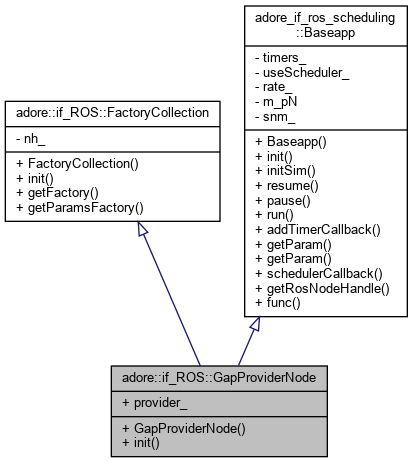 adore_if_ros_scheduling
::Baseapp
- timers_
- useScheduler_
- rate_
- m_pN
- snm_
+ Baseapp()
+ init()
+ initSim()
+ resume()
+ pause()
+ run()
+ addTimerCallback()
+ getParam()
+ getParam()
+ schedulerCallback()
+ getRosNodeHandle()
+ func()
adore::if_ROS::FactoryCollection
- nh_
+ FactoryCollection()
+ init()
+ getFactory()
+ getParamsFactory()
adore::if_ROS::GapProviderNode
+ provider_
+ GapProviderNode()
+ init()